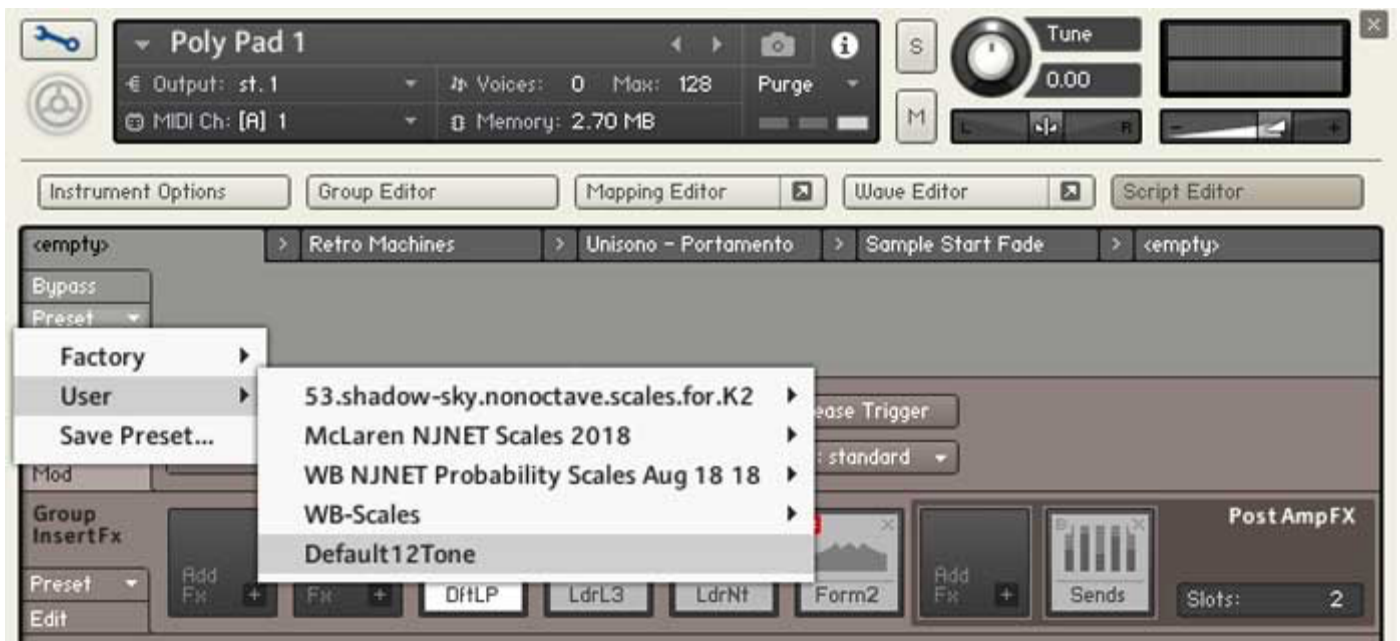 Poly Pad 1
Tune
S
Output: st. 1
Voices: 0 Max: 128
Purge
0.00
MIDI Ch: [A] 1
Memory: 2.70 MB
M
L
R
Instrument Options
Group Editor
Mapping Editor
Wave Editor
Script Editor
<empty>
Retro Machines
Unisono - Portamento
Sample Start Fade
<empty>
Bypass
Preset
Factory
User
Save Preset...
53.shadow-sky.nonoctave.scales.for.K2
McLaren NJNET Scales 2018
WB NJNET Probability Scales Aug 18 18
WB-Scales
Default12Tone
ease Trigger
: standard
Mod
Group
InsertFx
Post AmpFX
Preset
Edit
Add
Fx
Fx
DftLP
LdrL3
LdrNt
Form2
Add
Fx
Sends
Slots: 2